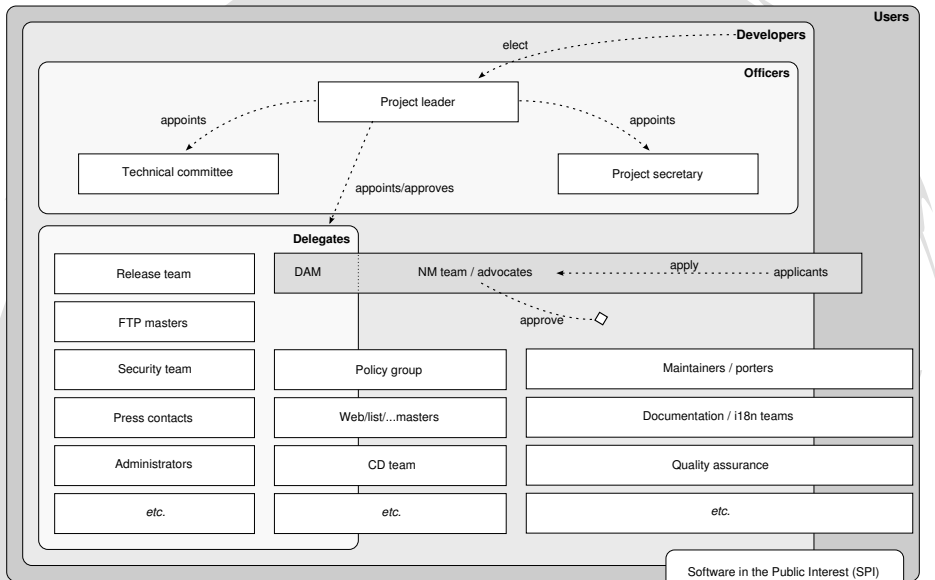 Users
Developers
elect
Officers
Project leader
appoints
appoints
Technical committee
Project secretary
appoints/approves
Delegates
Release team
DAM
NM team / advocates
apply
applicants
FTP masters
approve
Security team
Policy group
Maintainers / porters
Press contacts
Web/list/...masters
Documentation / i18n teams
Administrators
CD team
Quality assurance
etc.
etc.
etc.
Software in the Public Interest (SPI)